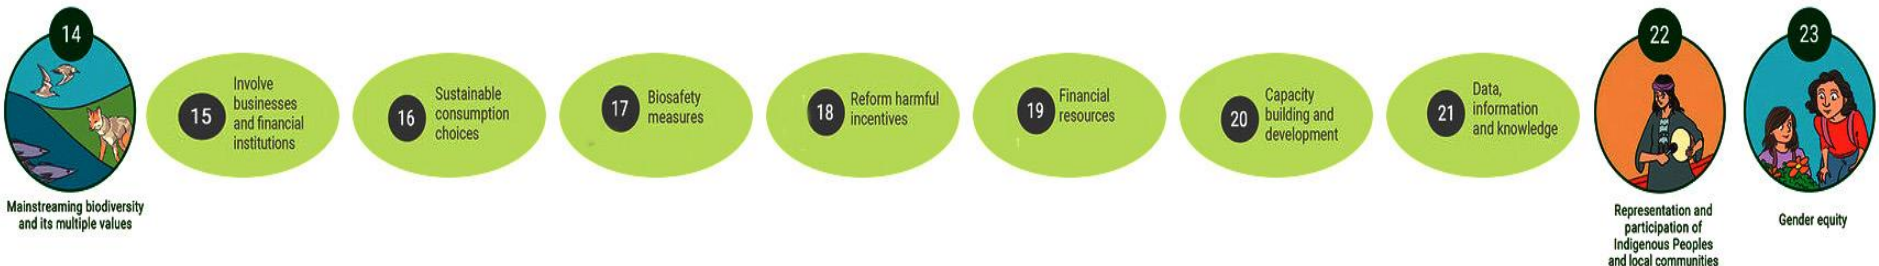 14
Mainstreaming biodiversity
and its multiple values
15
Involve
businesses
and financial
institutions
16
Sustainable
consumption
choices
17
Biosafety
measures
18
Reform harmful
incentives
19
Financial
resources
20
Capacity
building and
development
21
Data,
information
and knowledge
22
Representation and
participation of
Indigenous Peoples
and local communities
23
Gender equity